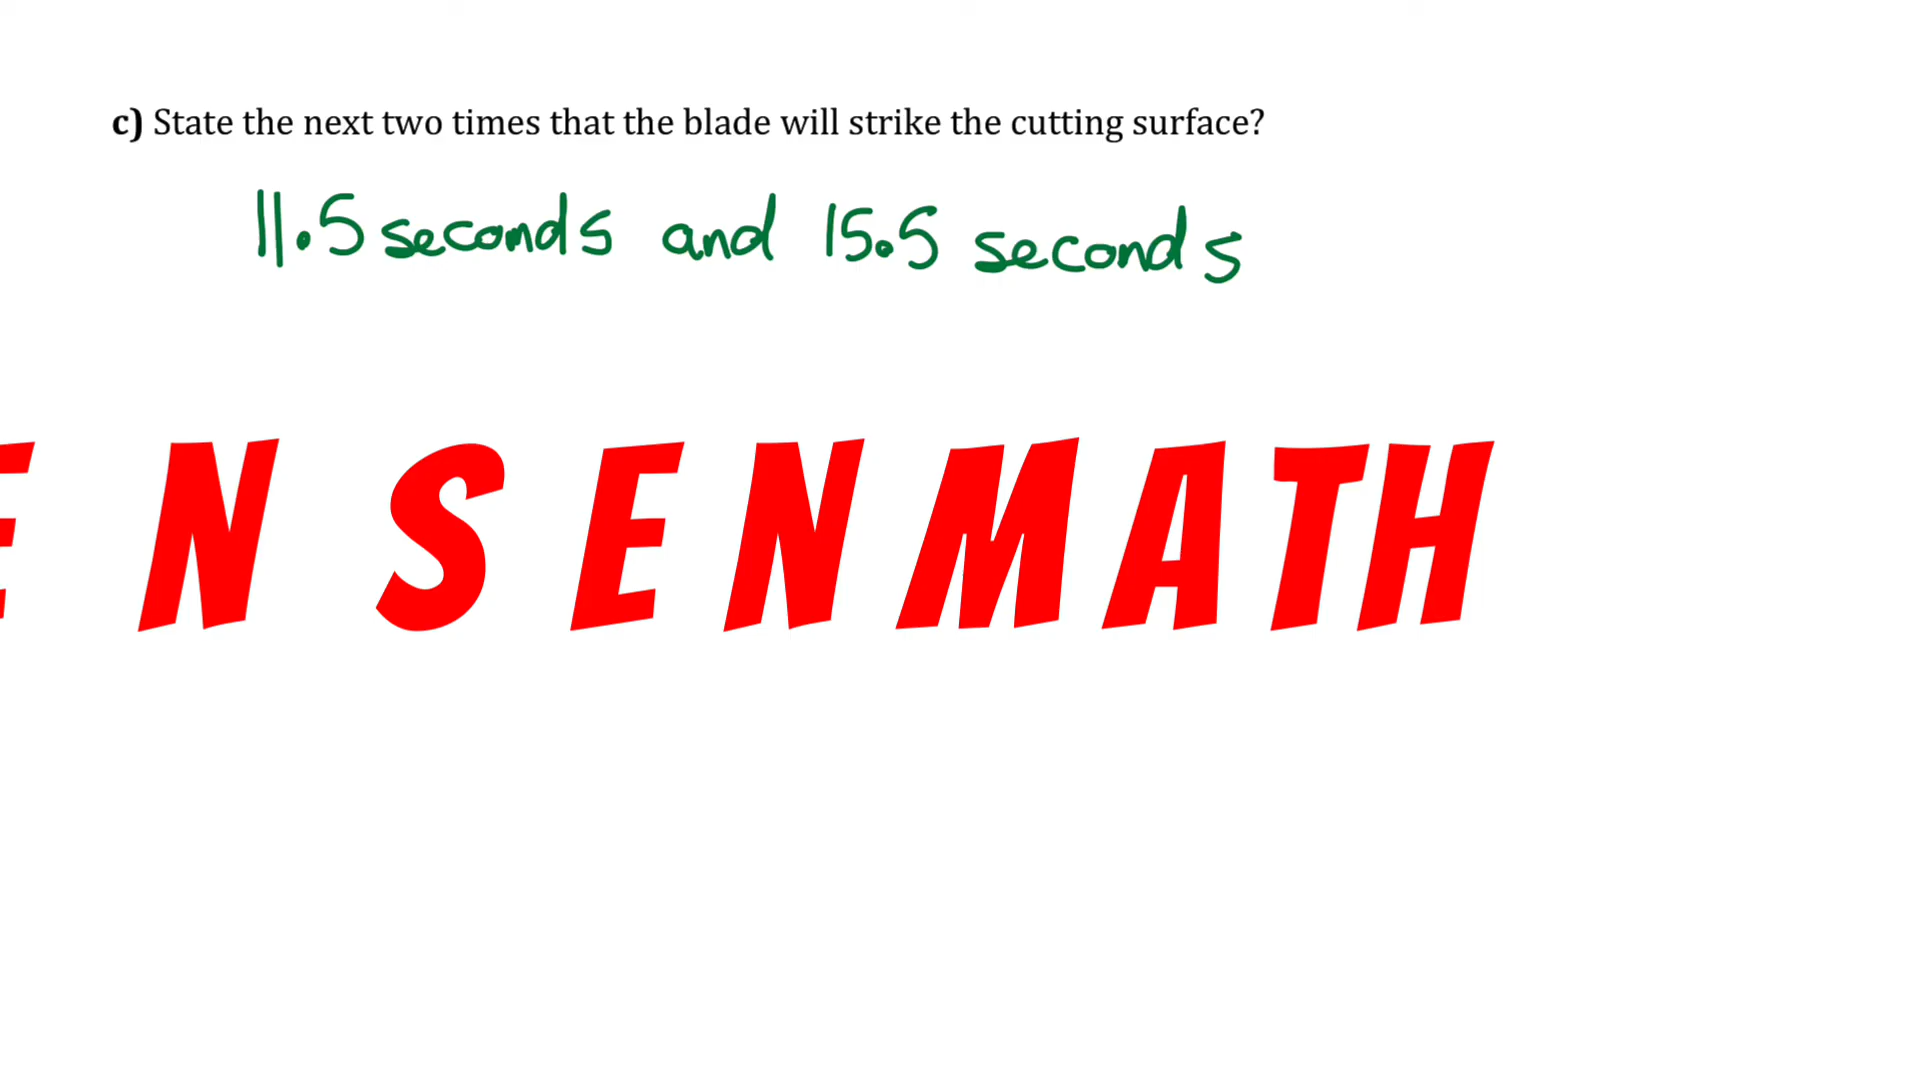 c) State the next two times that the blade will strike the cutting surface?
11.5 seconds and 15.5 seconds
E N S E N M A T H